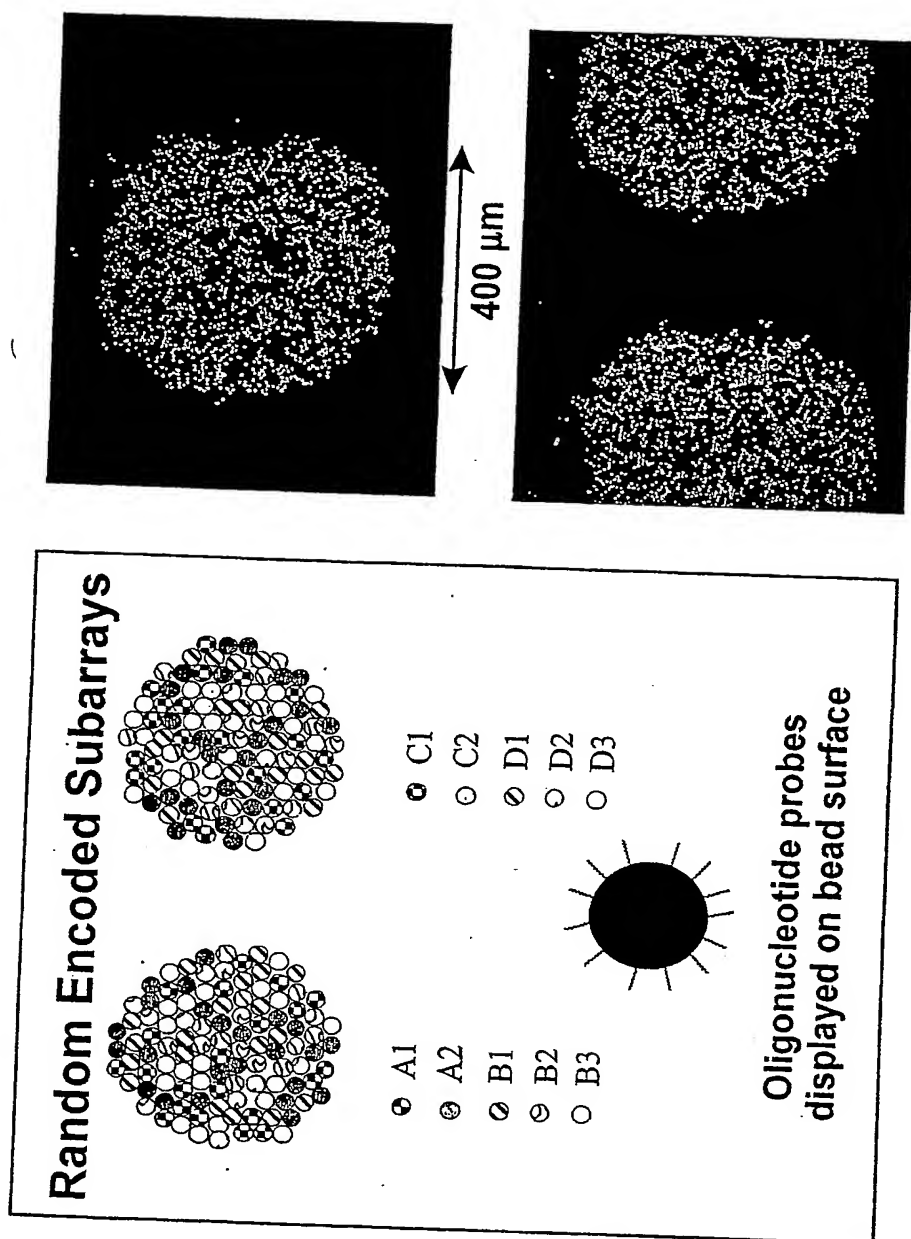 Random Encoded Subarrays
A1
A2
B1
B2
B3
C1
C2
D1
D2
D3
Oligonucleotide probes
displayed on bead surface
400 µm